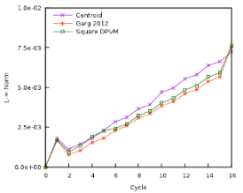 1.0e-02
Centroid
Garg 2012
Square DPVM
7.5e-03
L-∞ Norm
5.0e-03
2.5e-03
0.0e+00
0 2 4 6 8 10 12 14 16
Cycle